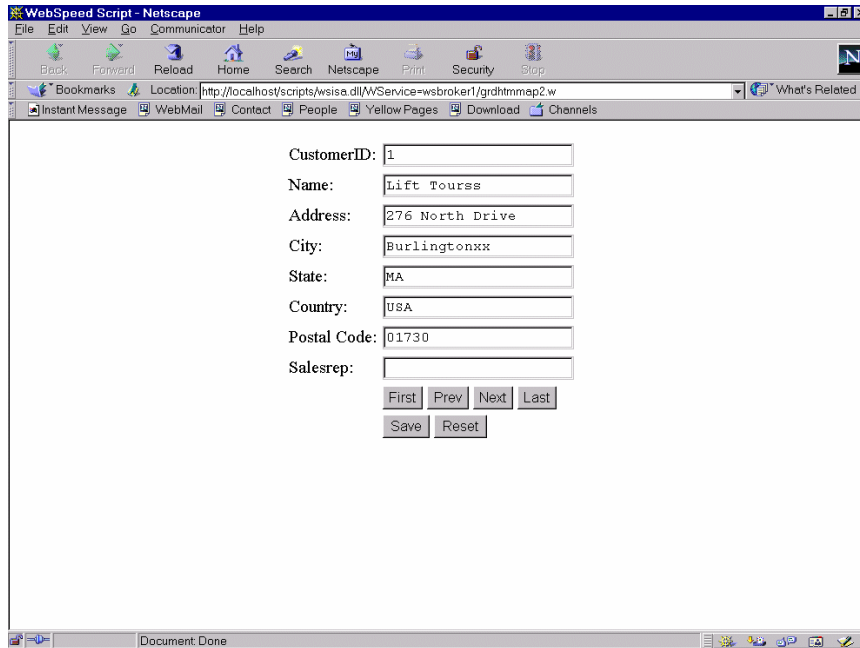 WebSpeed Script - Netscape
File Edit View Go Communicator Help
Back Forward Reload Home Search Netscape Print Security Stop
My
N
Bookmarks Location: http://localhost/scripts/wsisa.dll/WService=wsbroker1/grdhtmmap2.w What's Related
Instant Message WebMail Contact People Yellow Pages Download Channels
CustomerID: 1
Name: Lift Tourss
Address: 276 North Drive
City: Burlingtonxx
State: MA
Country: USA
Postal Code: 01730
Salesrep:
First Prev Next Last
Save Reset
Document: Done